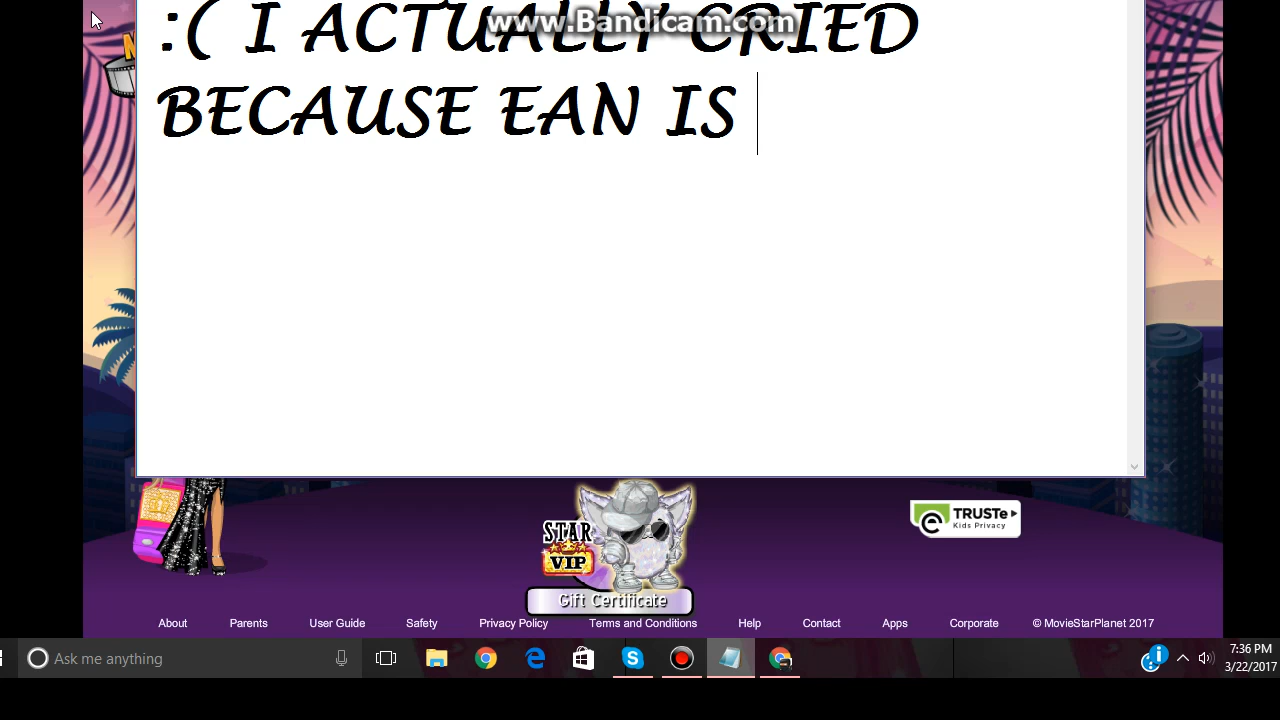 www.Bandicam.com
:( I ACTUALLY CRIED
BECAUSE EAN IS
STAR
VIP
Gift Certificate
TRUSTe
Kids Privacy
About Parents User Guide Safety Privacy Policy Terms and Conditions Help Contact Apps Corporate © MovieStarPlanet 2017
Ask me anything
7:36 PM
3/22/2017